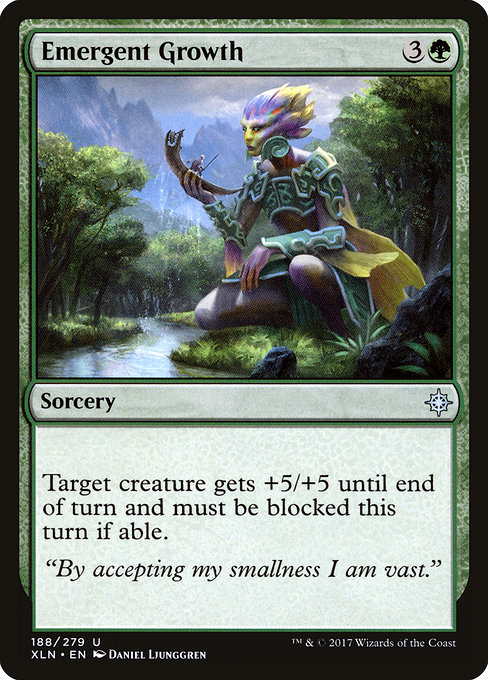 Emergent Growth 3
Sorcery
Target creature gets +5/+5 until end
of turn and must be blocked this
turn if able.
“By accepting my smallness I am vast.”
188/279 U
XLN • EN Daniel Ljunggren
™ & © 2017 Wizards of the Coast